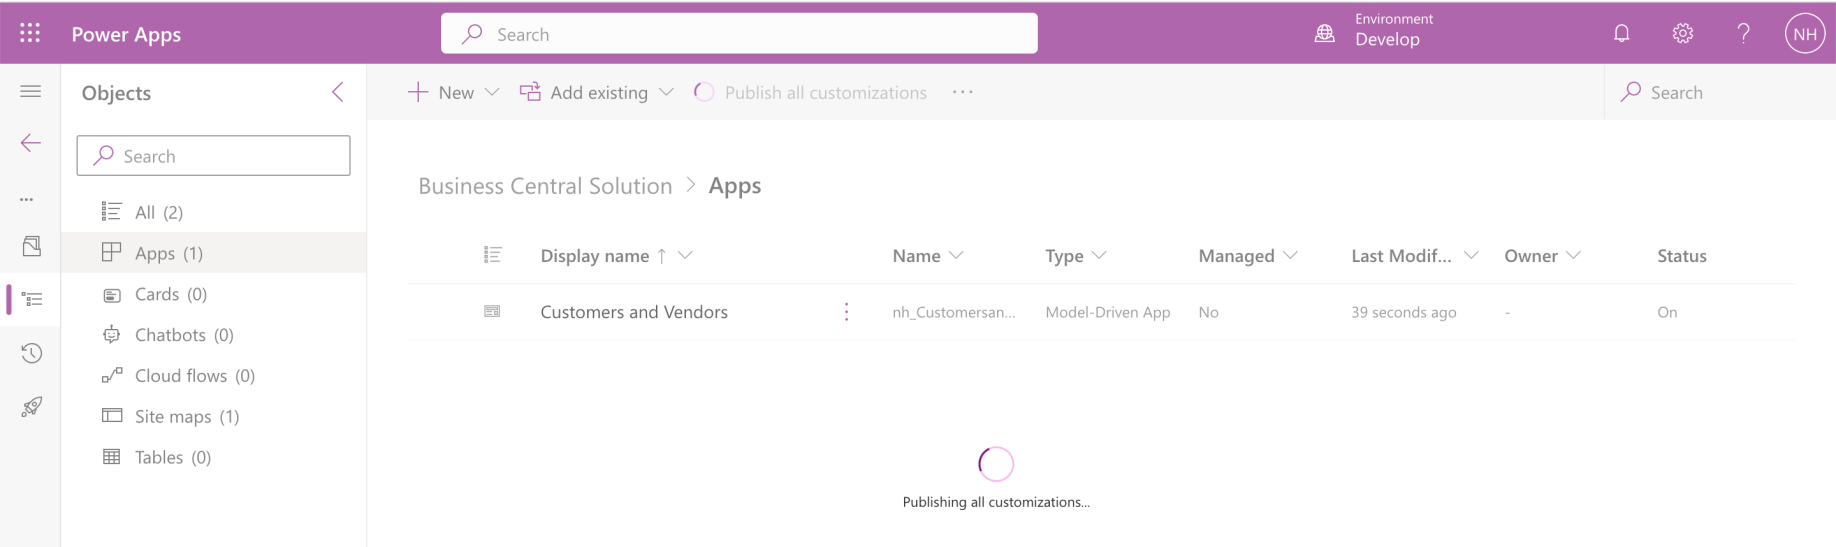 Power Apps
Search
Environment
Develop
NH
Objects
New
Add existing
Publish all customizations
Search
Search
All (2)
Apps (1)
Cards (0)
Chatbots (0)
Cloud flows (0)
Site maps (1)
Tables (0)
Business Central Solution > Apps
Display name Name Type Managed Last Modif... Owner Status
Customers and Vendors nh_Customersan... Model-Driven App No 39 seconds ago - On
Publishing all customizations...